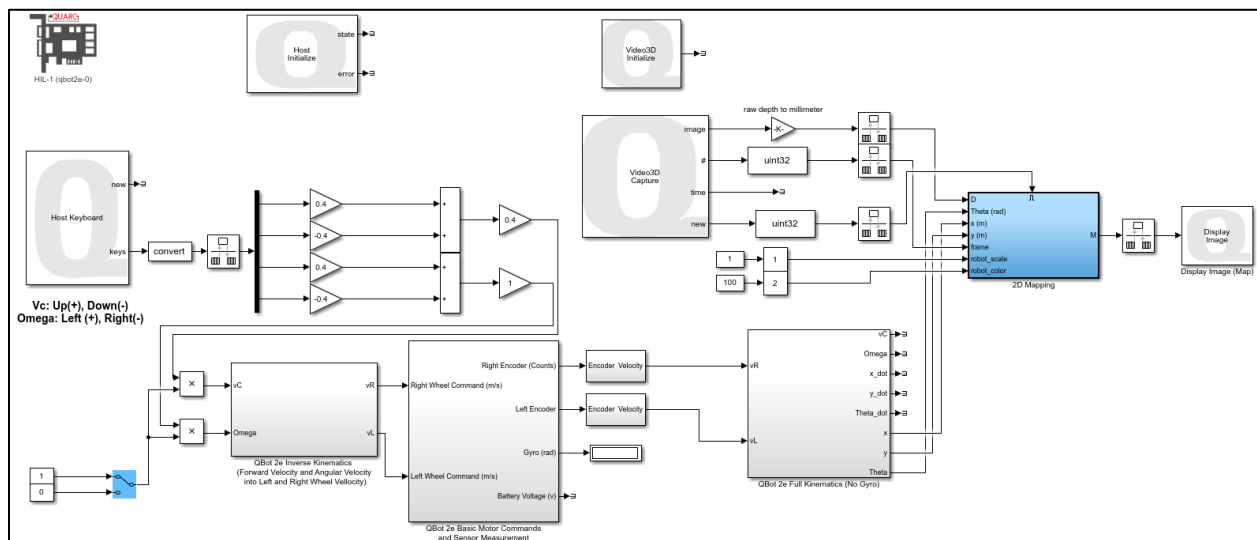 QUARC
HIL-1 (qbot2e-0)
Host
Initialize
state
error
Video3D
Initialize
Host Keyboard
new
keys
convert
Vc: Up(+), Down(-)
Omega: Left (+), Right(-)
0.4
-0.4
0.4
-0.4
+
+
+
+
0.4
1
raw depth to millimeter
Video3D
Capture
image
#
time
new
-K-
uint32
uint32
1
100
1
2
D
Theta (rad)
x (m)
y (m)
frame
robot_scale
robot_color
M
2D Mapping
Display
Image
Display Image (Map)
×
×
1
0
vC
Omega
vR
vL
QBot 2e Inverse Kinematics
(Forward Velocity and Angular Velocity
into Left and Right Wheel Vellocity)
Right Wheel Command (m/s)
Left Wheel Command (m/s)
Right Encoder (Counts)
Left Encoder
Gyro (rad)
Battery Voltage (v)
QBot 2e Basic Motor Commands
and Sensor Measurement
Encoder Velocity
Encoder Velocity
vR
vL
vC
Omega
x_dot
y_dot
Theta_dot
x
y
Theta
QBot 2e Full Kinematics (No Gyro)